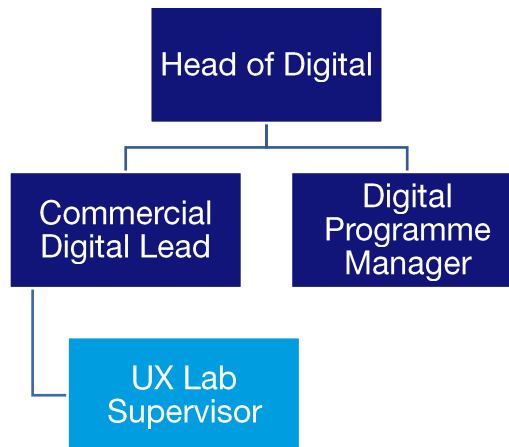 Head of Digital
Commercial
Digital Lead
Digital
Programme
Manager
UX Lab
Supervisor